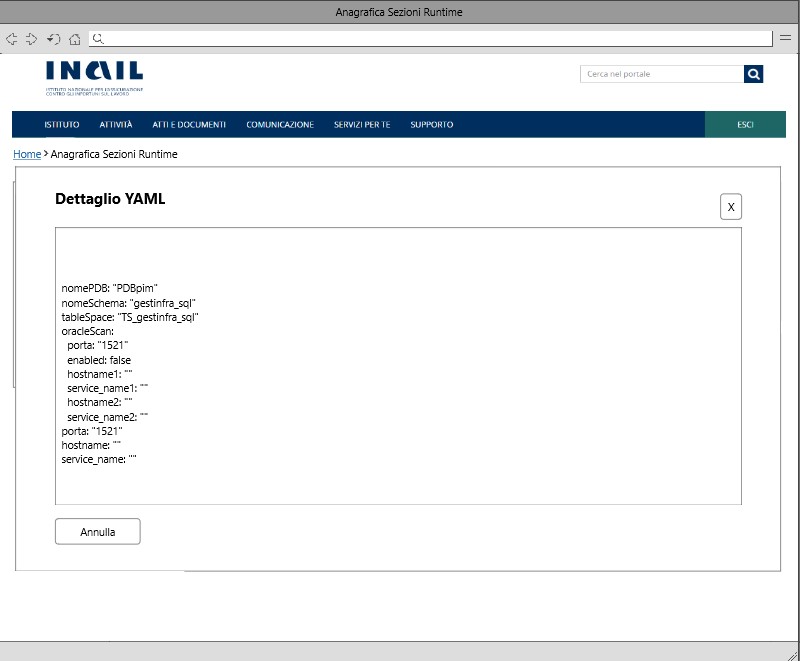 Anagrafica Sezioni Runtime
INAIL
ISTITUTO NAZIONALE PER L'ASSICURAZIONE
CONTRO GLI INFORTUNI SUL LAVORO
Cerca nel portale
ISTITUTO ATTIVITÀ ATTI E DOCUMENTI COMUNICAZIONE SERVIZI PER TE SUPPORTO ESCI
Home > Anagrafica Sezioni Runtime
Dettaglio YAML
X
nomePDB: "PDBpim"
nomeSchema: "gestinfra_sql"
tableSpace: "TS_gestinfra_sql"
oracleScan:
  porta: "1521"
  enabled: false
  hostname1: ""
  service_name1: ""
  hostname2: ""
  service_name2: ""
porta: "1521"
hostname: ""
service_name: ""
Annulla